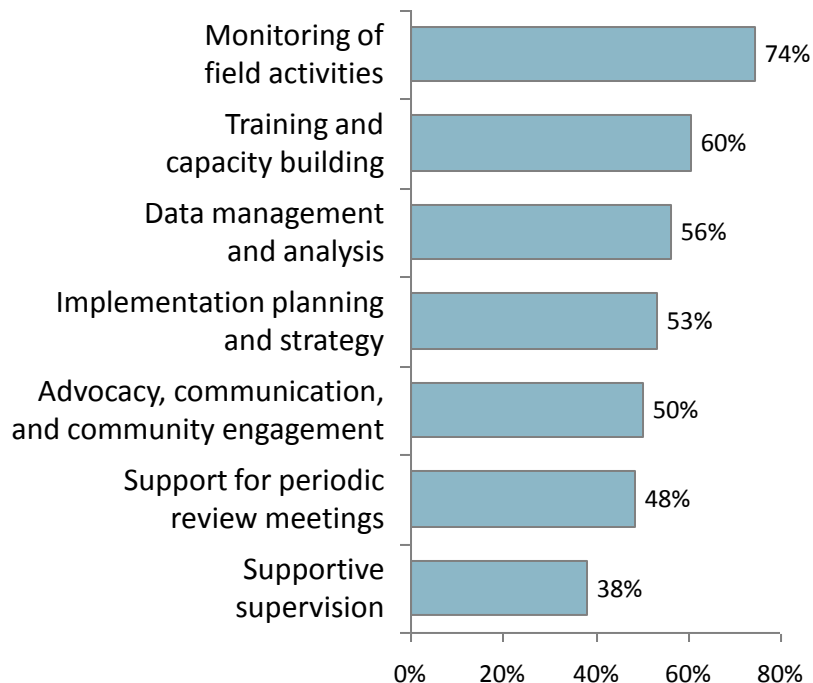 Monitoring of
field activities
74%
Training and
capacity building
60%
Data management
and analysis
56%
Implementation planning
and strategy
53%
Advocacy, communication,
and community engagement
50%
Support for periodic
review meetings
48%
Supportive
supervision
38%
0% 20% 40% 60% 80%